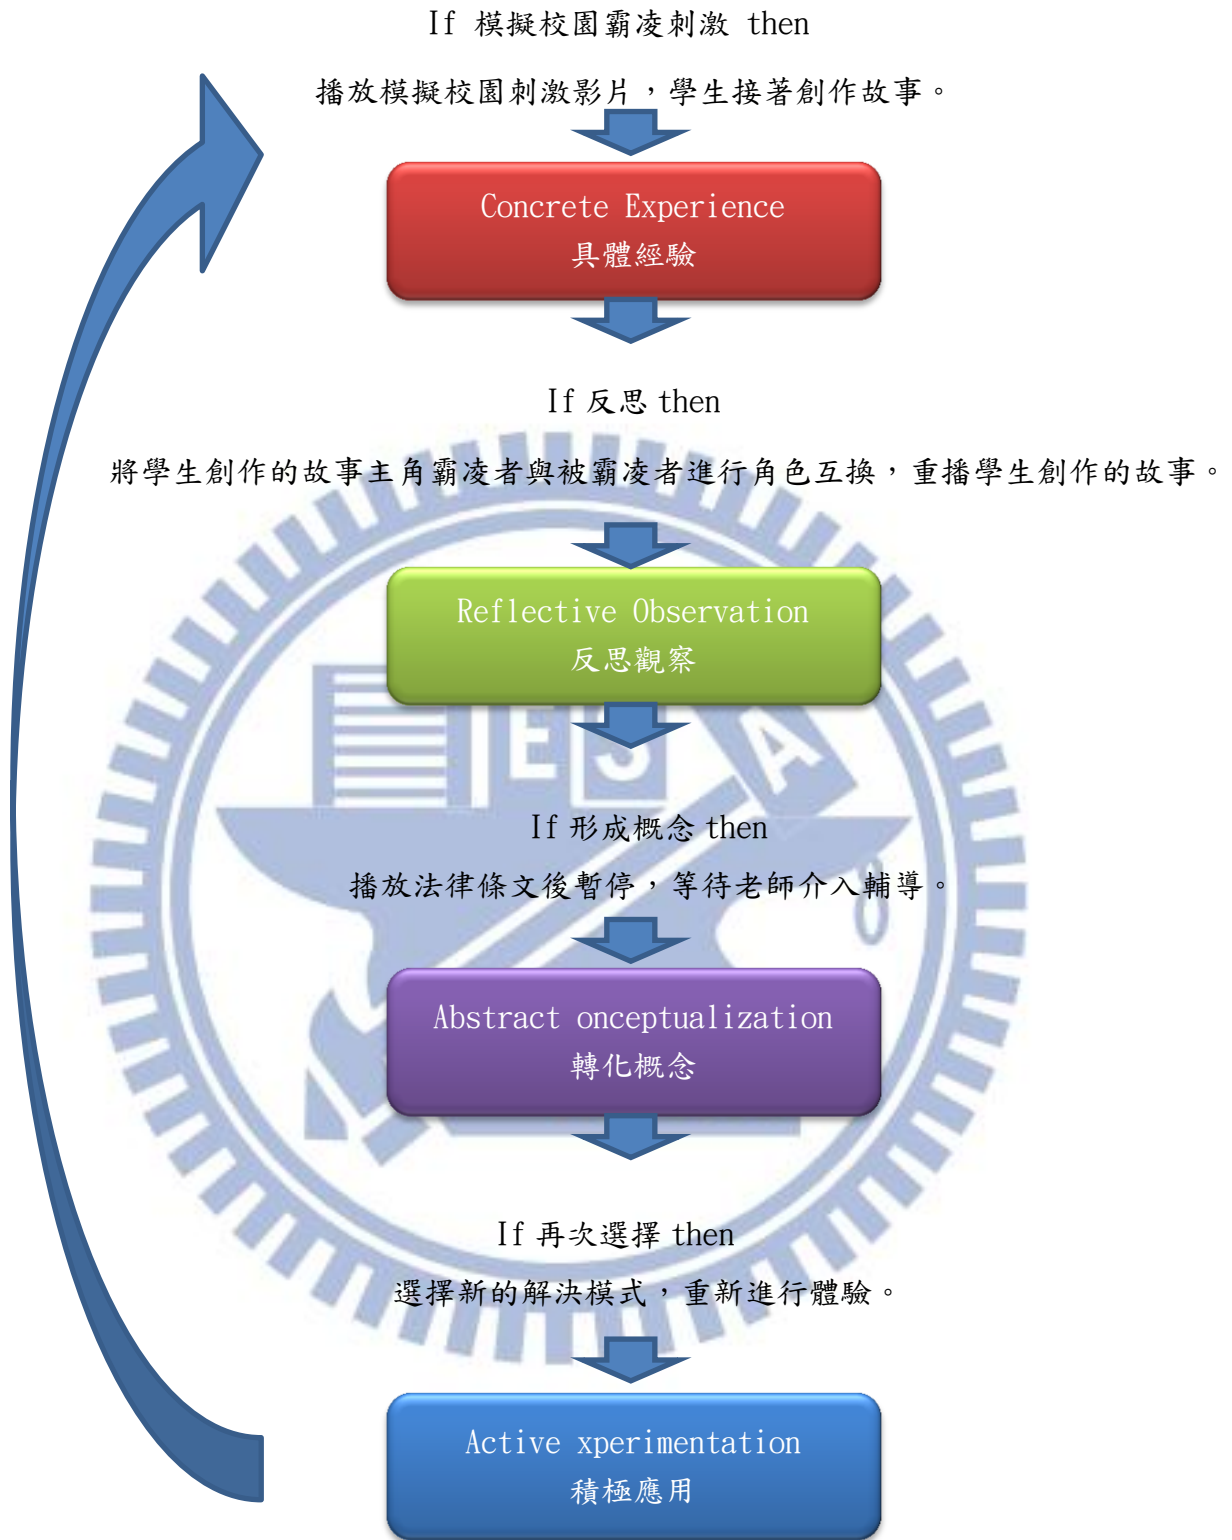 If 模擬校園霸凌刺激 then
播放模擬校園刺激影片，學生接著創作故事。
Concrete Experience
具體經驗
If 反思 then
將學生創作的故事主角霸凌者與被霸凌者進行角色互換，重播學生創作的故事。
Reflective Observation
反思觀察
E S A
If 形成概念 then
播放法律條文後暫停，等待老師介入輔導。
Abstract onceptualization
轉化概念
If 再次選擇 then
選擇新的解決模式，重新進行體驗。
Active xperimentation
積極應用